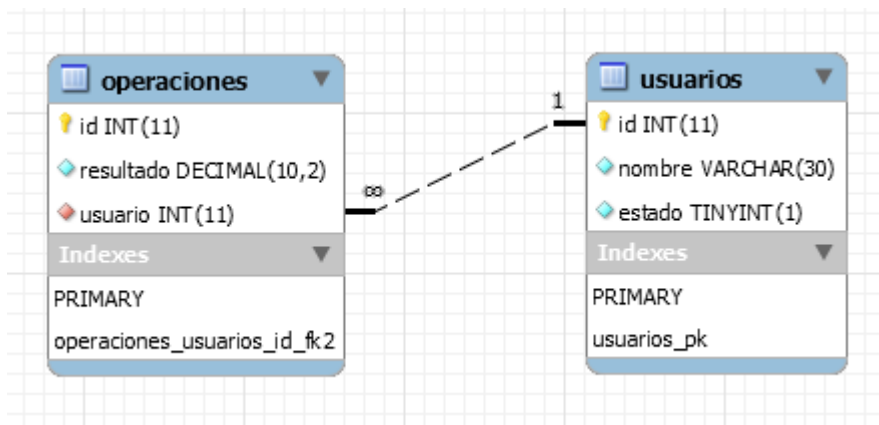 operaciones
id INT(11)
resultado DECIMAL(10,2)
usuario INT(11)
Indexes
PRIMARY
operaciones_usuarios_id_fk2
∞
1
usuarios
id INT(11)
nombre VARCHAR(30)
estado TINYINT(1)
Indexes
PRIMARY
usuarios_pk